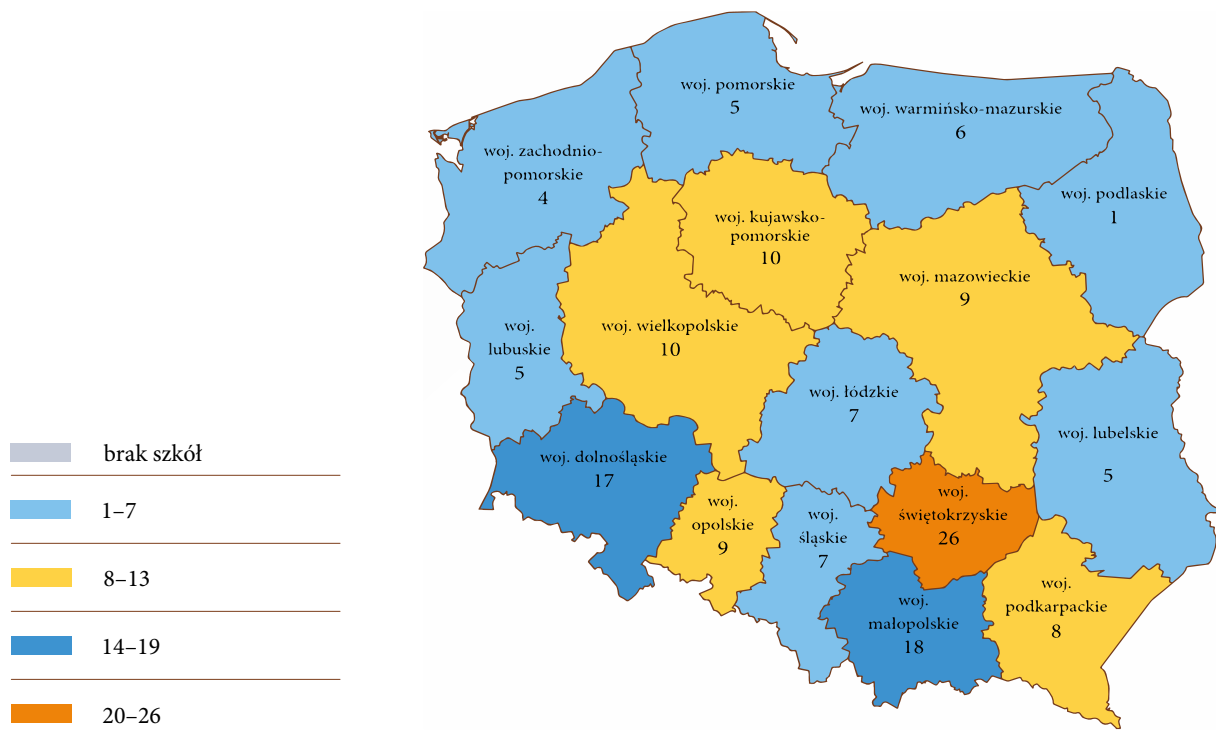 woj. pomorskie
5
woj. warmińsko-mazurskie
6
woj. zachodnio-
pomorskie
4
woj. podlaskie
1
woj. kujawsko-
pomorskie
10
woj. mazowieckie
9
woj.
lubuskie
5
woj. wielkopolskie
10
woj. łódzkie
7
woj. lubelskie
5
woj. dolnośląskie
17
woj.
opolskie
9
woj.
śląskie
7
woj.
świętokrzyskie
26
woj.
małopolskie
18
woj.
podkarpackie
8
brak szkół
1–7
8–13
14–19
20–26